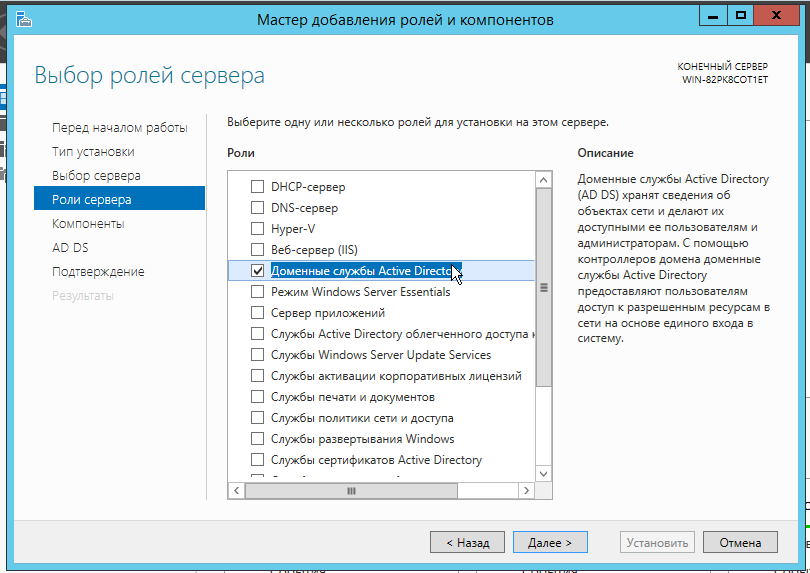 Мастер добавления ролей и компонентов
Выбор ролей сервера
КОНЕЧНЫЙ СЕРВЕР
WIN-82PK8COT1ET
Перед началом работы
Тип установки
Выбор сервера
Роли сервера
Компоненты
AD DS
Подтверждение
Результаты
Выберите одну или несколько ролей для установки на этом сервере.
Роли
DHCP-сервер
DNS-сервер
Hyper-V
Веб-сервер (IIS)
Доменные службы Active
Режим Windows Server Essentials
Сервер приложений
Службы Active Directory облегченного доступа
Службы Windows Server Update Services
Службы активации корпоративных лицензий
Службы печати и документов
Службы политики сети и доступа
Службы развертывания Windows
Службы сертификатов Active Directory
Описание
Доменные службы Active Directory
(AD DS) хранят сведения об
объектах сети и делают их
доступными ее пользователям и
администраторам. С помощью
контроллеров домена доменные
службы Active Directory
предоставляют пользователям
доступ к разрешенным ресурсам в
сети на основе единого входа в
систему.
< Назад
Далее >
Установить
Отмена